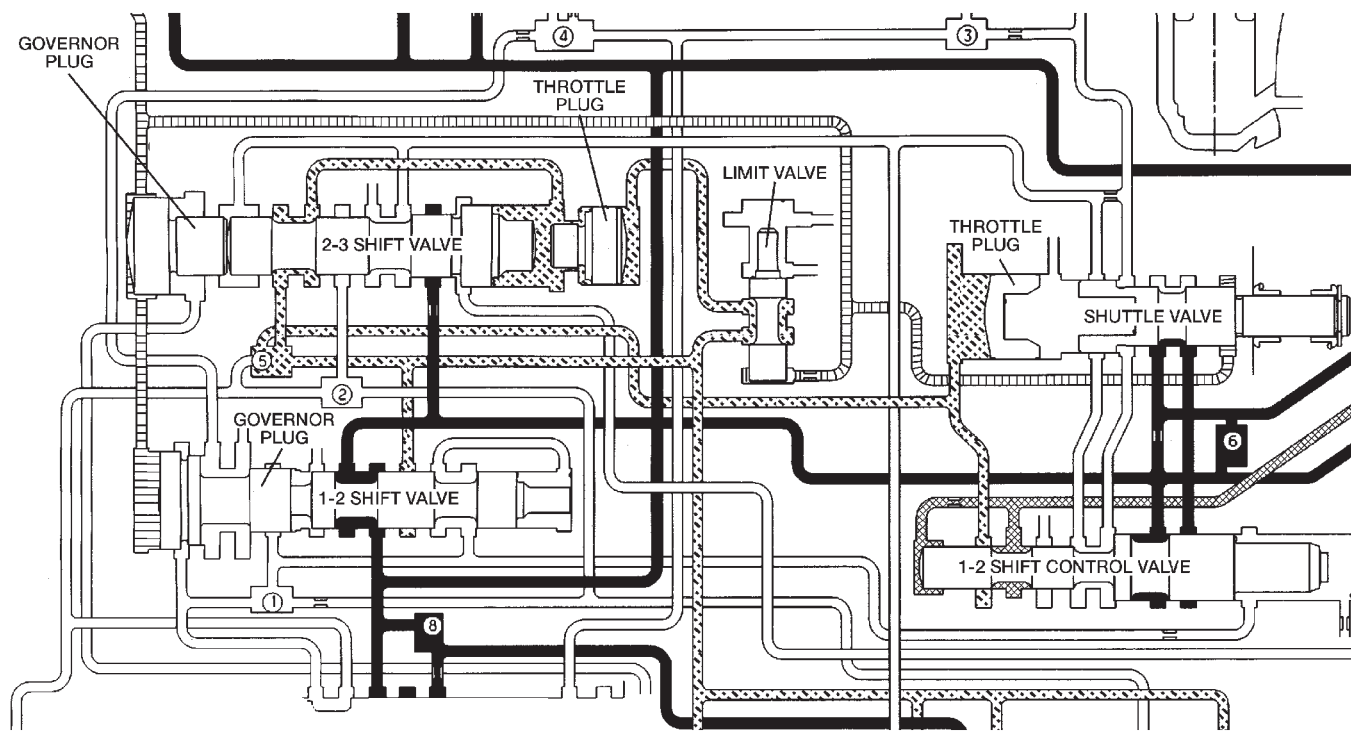 ④
③
GOVERNOR
PLUG
THROTTLE
PLUG
LIMIT VALVE
THROTTLE
PLUG
2-3 SHIFT VALVE
SHUTTLE VALVE
⑤
②
GOVERNOR
PLUG
⑥
1-2 SHIFT VALVE
1-2 SHIFT CONTROL VALVE
①
⑧